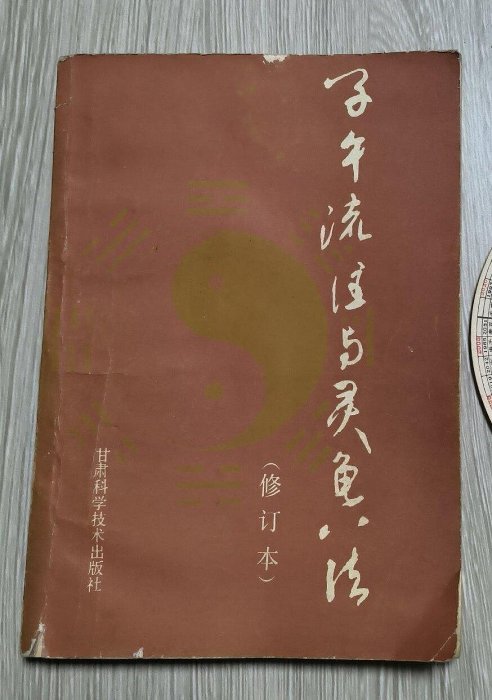 子午流注与灵龟八法
（修订本）
甘肃科学技术出版社